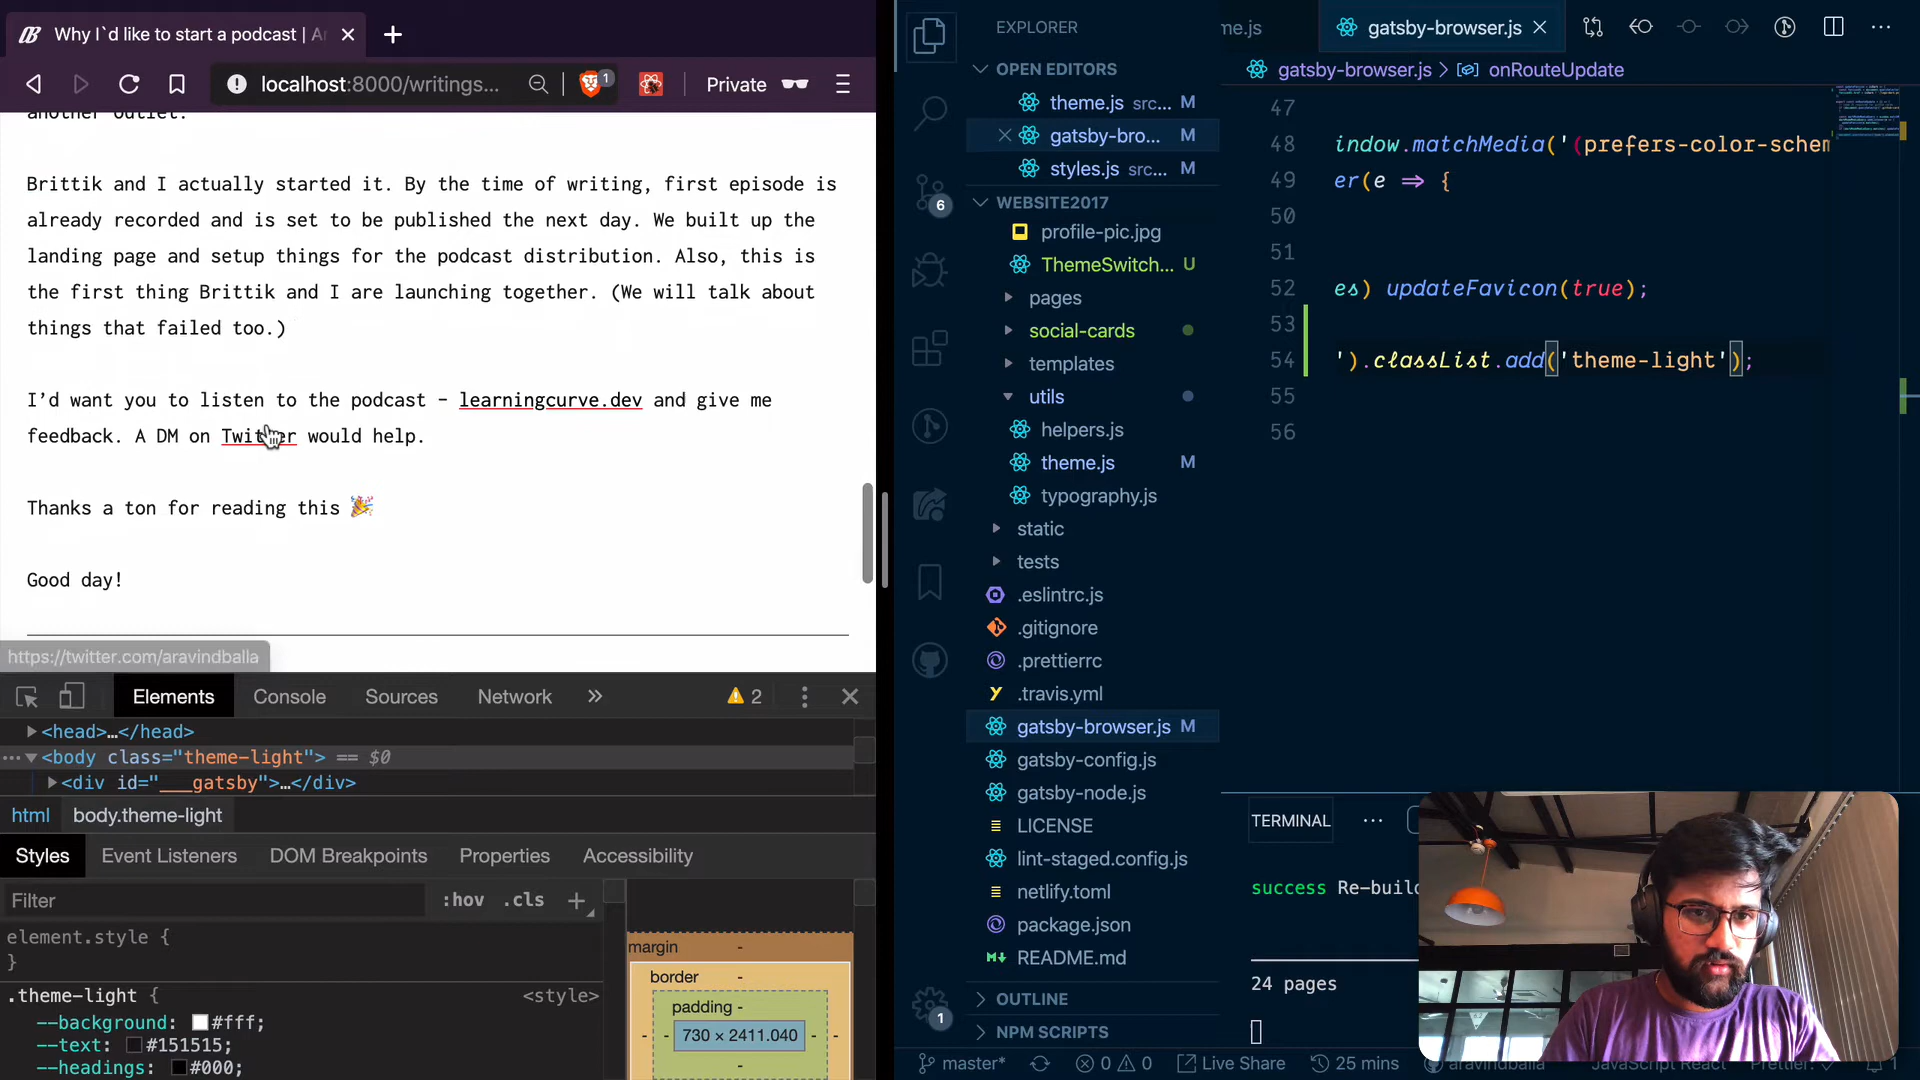 Why I`d like to start a podcast | Ar
localhost:8000/writings...
1
Private
another outlet.
Brittik and I actually started it. By the time of writing, first episode is
already recorded and is set to be published the next day. We built up the
landing page and setup things for the podcast distribution. Also, this is
the first thing Brittik and I are launching together. (We will talk about
things that failed too.)
I'd want you to listen to the podcast – learningcurve.dev and give me
feedback. A DM on Twitter would help.
Thanks a ton for reading this 🎉
Good day!
https://twitter.com/aravindballa
Elements
Console
Sources
Network
»
2
<head>…</head>
<body class="theme-light"> == $0
<div id="___gatsby">…</div>
html
body.theme-light
Styles
Event Listeners
DOM Breakpoints
Properties
Accessibility
Filter
:hov .cls +
element.style {
}
.theme-light {
<style>
--background: #fff;
--text: #151515;
--headings: #000;
margin -
border -
padding -
730 × 2411.040
EXPLORER
OPEN EDITORS
theme.js src... M
gatsby-bro... M
styles.js src... M
WEBSITE2017
profile-pic.jpg
ThemeSwitch... U
pages
social-cards
templates
utils
helpers.js
theme.js M
typography.js
static
tests
.eslintrc.js
.gitignore
.prettierrc
.travis.yml
gatsby-browser.js M
gatsby-config.js
gatsby-node.js
LICENSE
lint-staged.config.js
netlify.toml
package.json
README.md
OUTLINE
NPM SCRIPTS
6
1
me.js
gatsby-browser.js
gatsby-browser.js > onRouteUpdate
47
48 indow.matchMedia('(prefers-color-schem
49 er(e => {
50
51
52 es) updateFavicon(true);
53
54 ').classList.add('theme-light');
55
56
TERMINAL
success Re-buil
24 pages
master*
0 0
Live Share
25 mins
aravindballa
JavaScript React
Prettier:
1